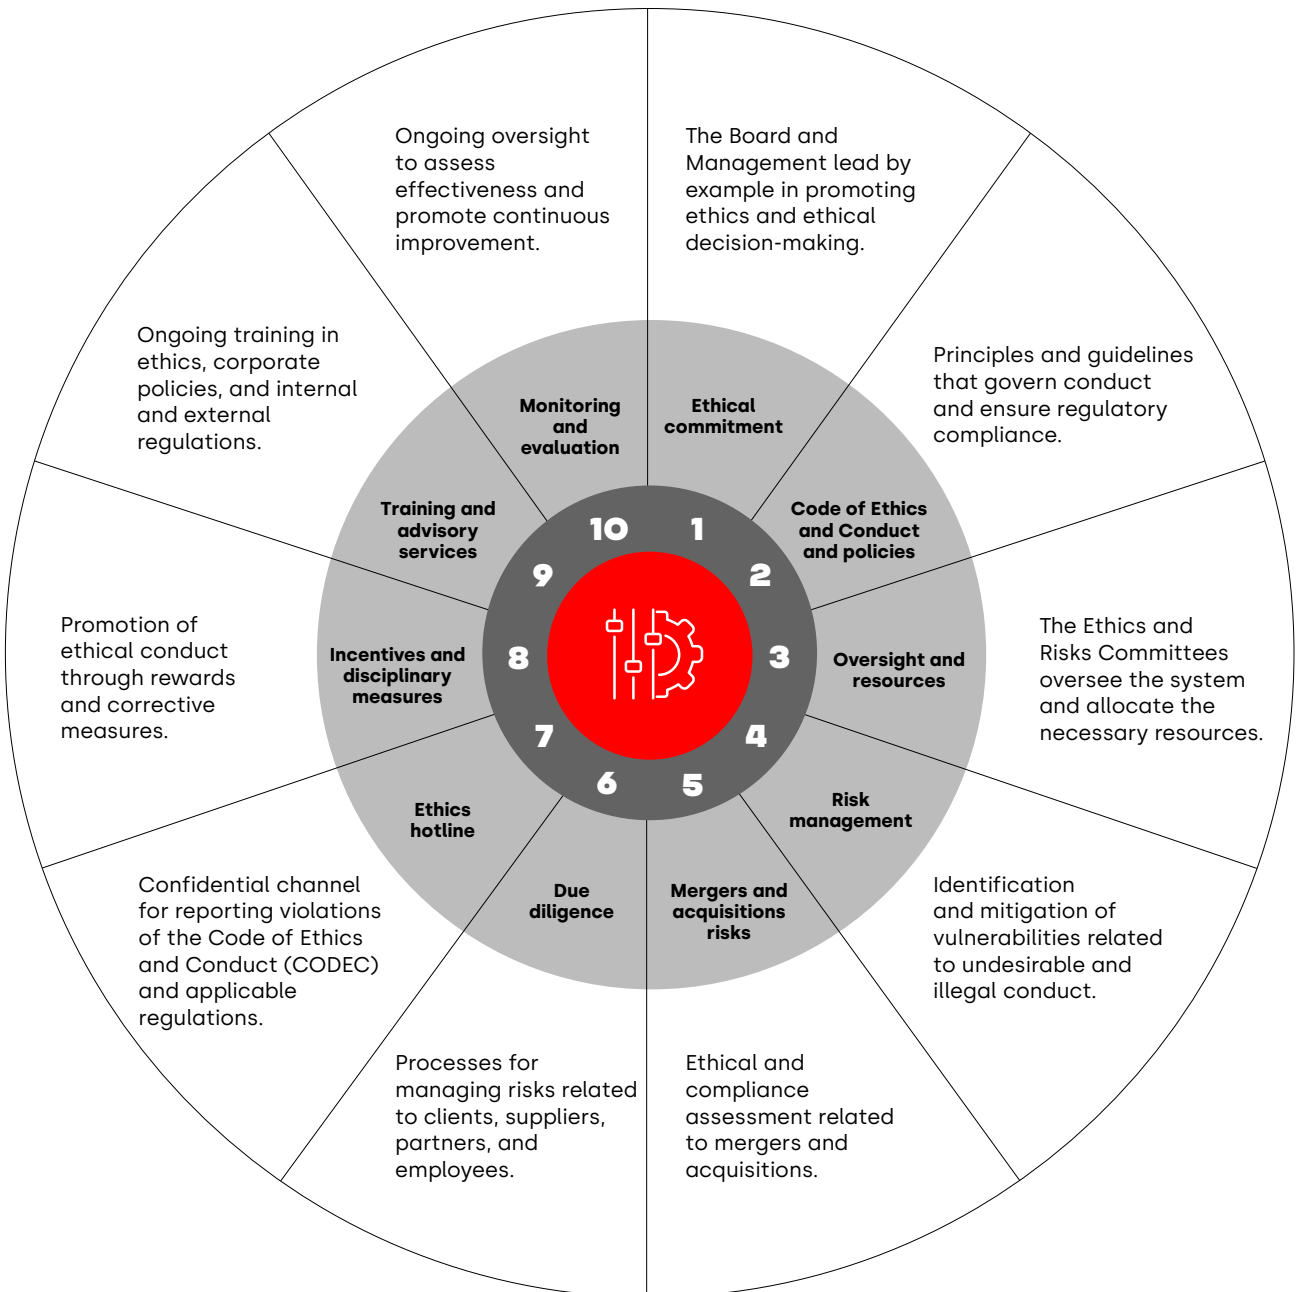 1
Ethical
commitment
The Board and
Management lead by
example in promoting
ethics and ethical
decision-making.
2
Code of Ethics
and Conduct
and policies
Principles and guidelines
that govern conduct
and ensure regulatory
compliance.
3
Oversight and
resources
The Ethics and
Risks Committees
oversee the system
and allocate the
necessary resources.
4
Risk
management
Identification
and mitigation of
vulnerabilities related
to undesirable and
illegal conduct.
5
Mergers and
acquisitions
risks
Ethical and
compliance
assessment related
to mergers and
acquisitions.
6
Due
diligence
Processes for
managing risks related
to clients, suppliers,
partners, and
employees.
7
Ethics
hotline
Confidential channel
for reporting violations
of the Code of Ethics
and Conduct (CODEC)
and applicable
regulations.
8
Incentives and
disciplinary
measures
Promotion of
ethical conduct
through rewards
and corrective
measures.
9
Training and
advisory
services
Ongoing training in
ethics, corporate
policies, and internal
and external
regulations.
10
Monitoring
and
evaluation
Ongoing oversight
to assess
effectiveness and
promote continuous
improvement.